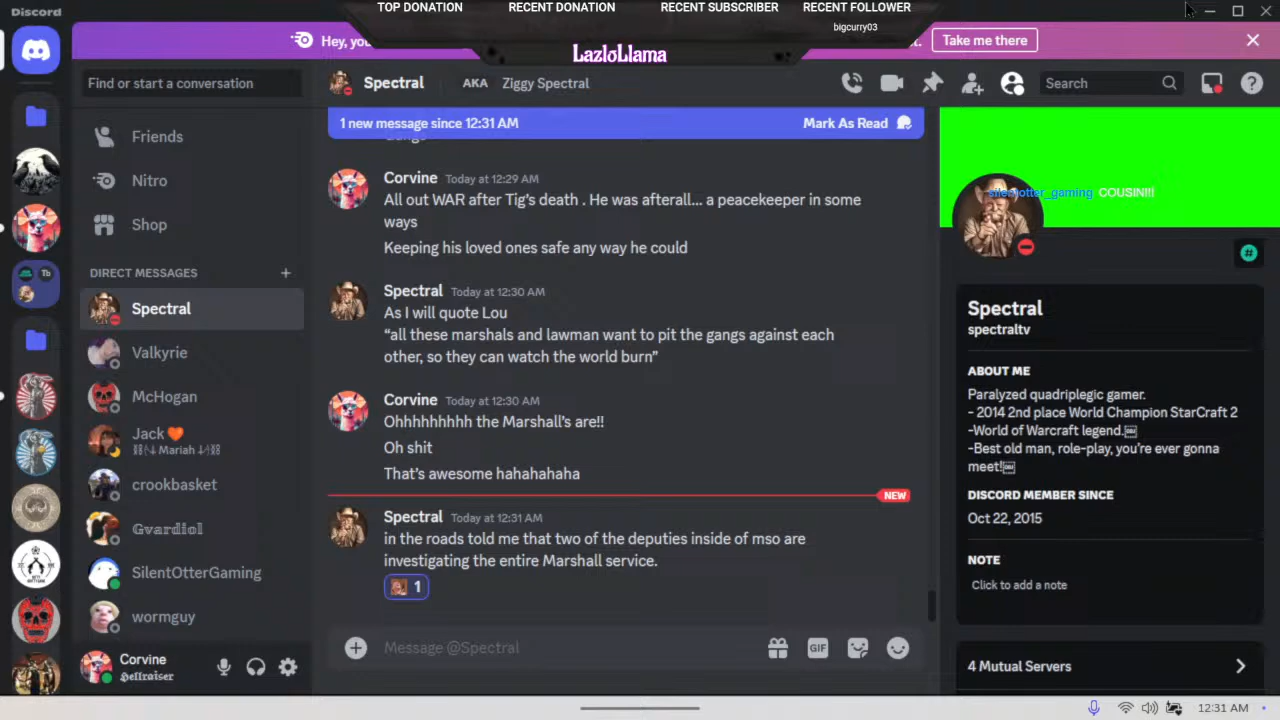 Discord
TOP DONATION
RECENT DONATION
RECENT SUBSCRIBER
RECENT FOLLOWER
bigcurry03
LazloLlama
Hey, you
Take me there
Find or start a conversation
Friends
Nitro
Shop
DIRECT MESSAGES
Spectral
Valkyrie
McHogan
Jack
Mariah
crookbasket
Gvardiol
SilentOtterGaming
wormguy
Corvine
Hellraiser
Spectral
AKA
Ziggy Spectral
Search
1 new message since 12:31 AM
Mark As Read
Corvine Today at 12:29 AM
All out WAR after Tig's death . He was afterall... a peacekeeper in some
ways
Keeping his loved ones safe any way he could
Spectral Today at 12:30 AM
As I will quote Lou
“all these marshals and lawman want to pit the gangs against each
other, so they can watch the world burn”
Corvine Today at 12:30 AM
Ohhhhhhhhh the Marshall's are!!
Oh shit
That's awesome hahahahaha
NEW
Spectral Today at 12:31 AM
in the roads told me that two of the deputies inside of mso are
investigating the entire Marshall service.
1
Message @Spectral
GIF
silentotter_gaming COUSIN!!!
Spectral
spectraltv
ABOUT ME
Paralyzed quadriplegic gamer.
- 2014 2nd place World Champion StarCraft 2
-World of Warcraft legend.
-Best old man, role-play, you're ever gonna
meet!
DISCORD MEMBER SINCE
Oct 22, 2015
NOTE
Click to add a note
4 Mutual Servers
12:31 AM